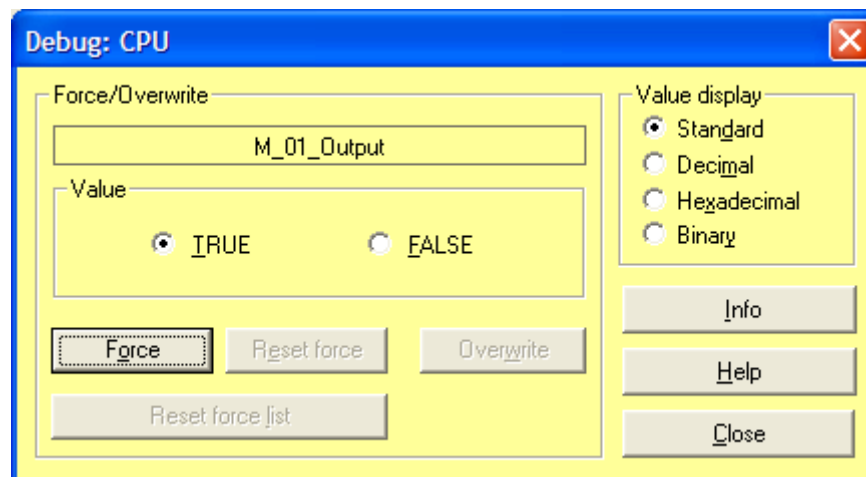 Debug: CPU
Force/Overwrite
M_01_Output
Value
TRUE
FALSE
Force
Reset force
Overwrite
Reset force list
Value display
Standard
Decimal
Hexadecimal
Binary
Info
Help
Close